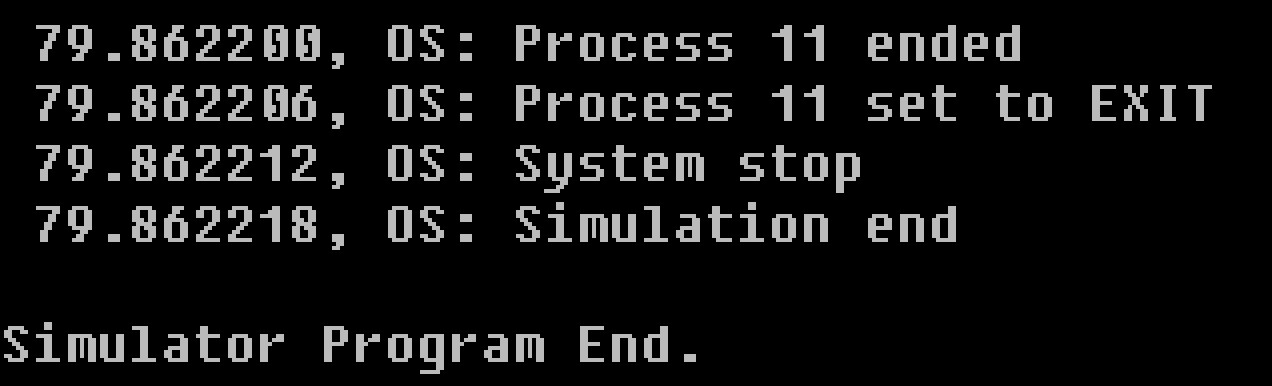 79.862200, OS: Process 11 ended
79.862206, OS: Process 11 set to EXIT
79.862212, OS: System stop
79.862218, OS: Simulation end
Simulator Program End.